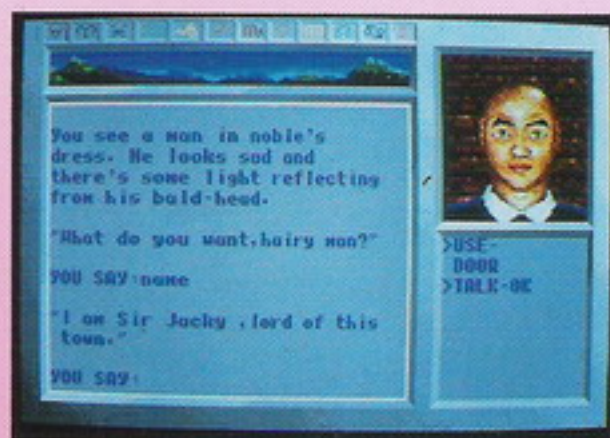 You see a man in noble's
dress. He looks sad and
there's some light reflecting
from his bald-head.
"What do you want,hairy man?"
YOU SAY:name
"I am Sir Jacky ,lord of this
town."
YOU SAY:
>USE-
DOOR
>TALK-OK